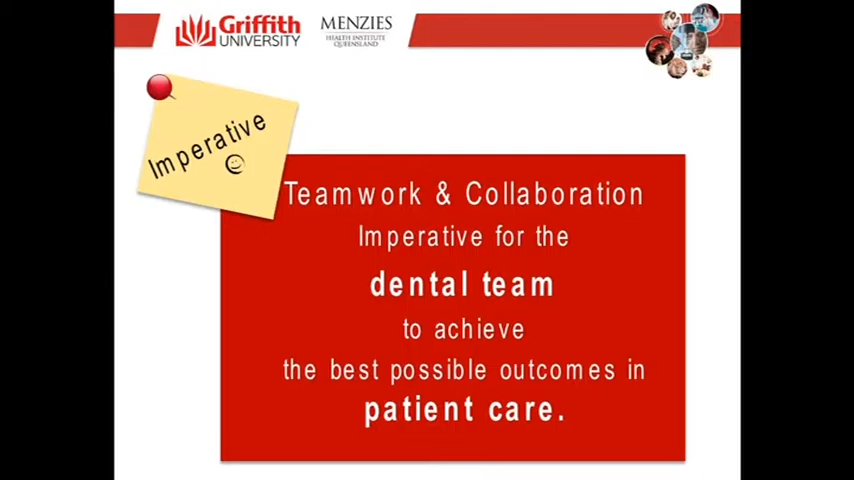 Griffith
UNIVERSITY
MENZIES
HEALTH INSTITUTE
QUEENSLAND
Imperative
Teamwork & Collaboration
Imperative for the
dental team
to achieve
the best possible outcomes in
patient care.